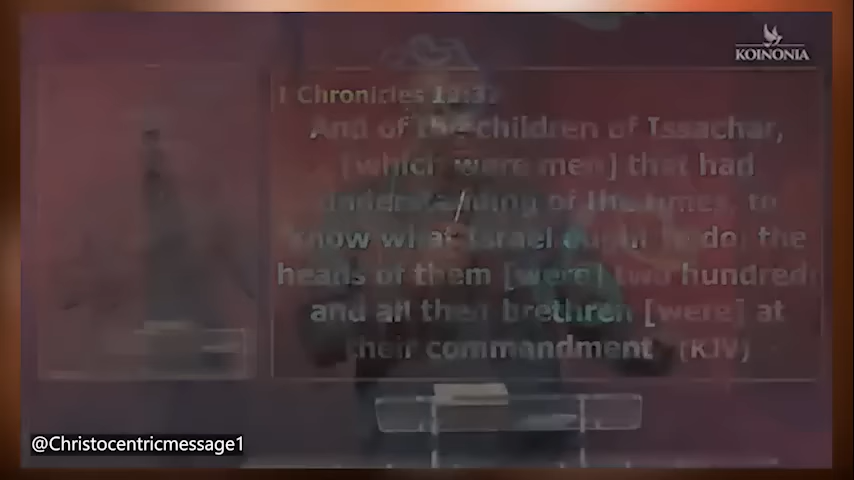 KOINONIA
1 Chronicles 12:32
And of the children of Issachar,
[which were men] that had
understanding of the times, to
know what Israel ought to do; the
heads of them [were] two hundred;
and all their brethren [were] at
their commandment (KJV)
@Christocentricmessage1